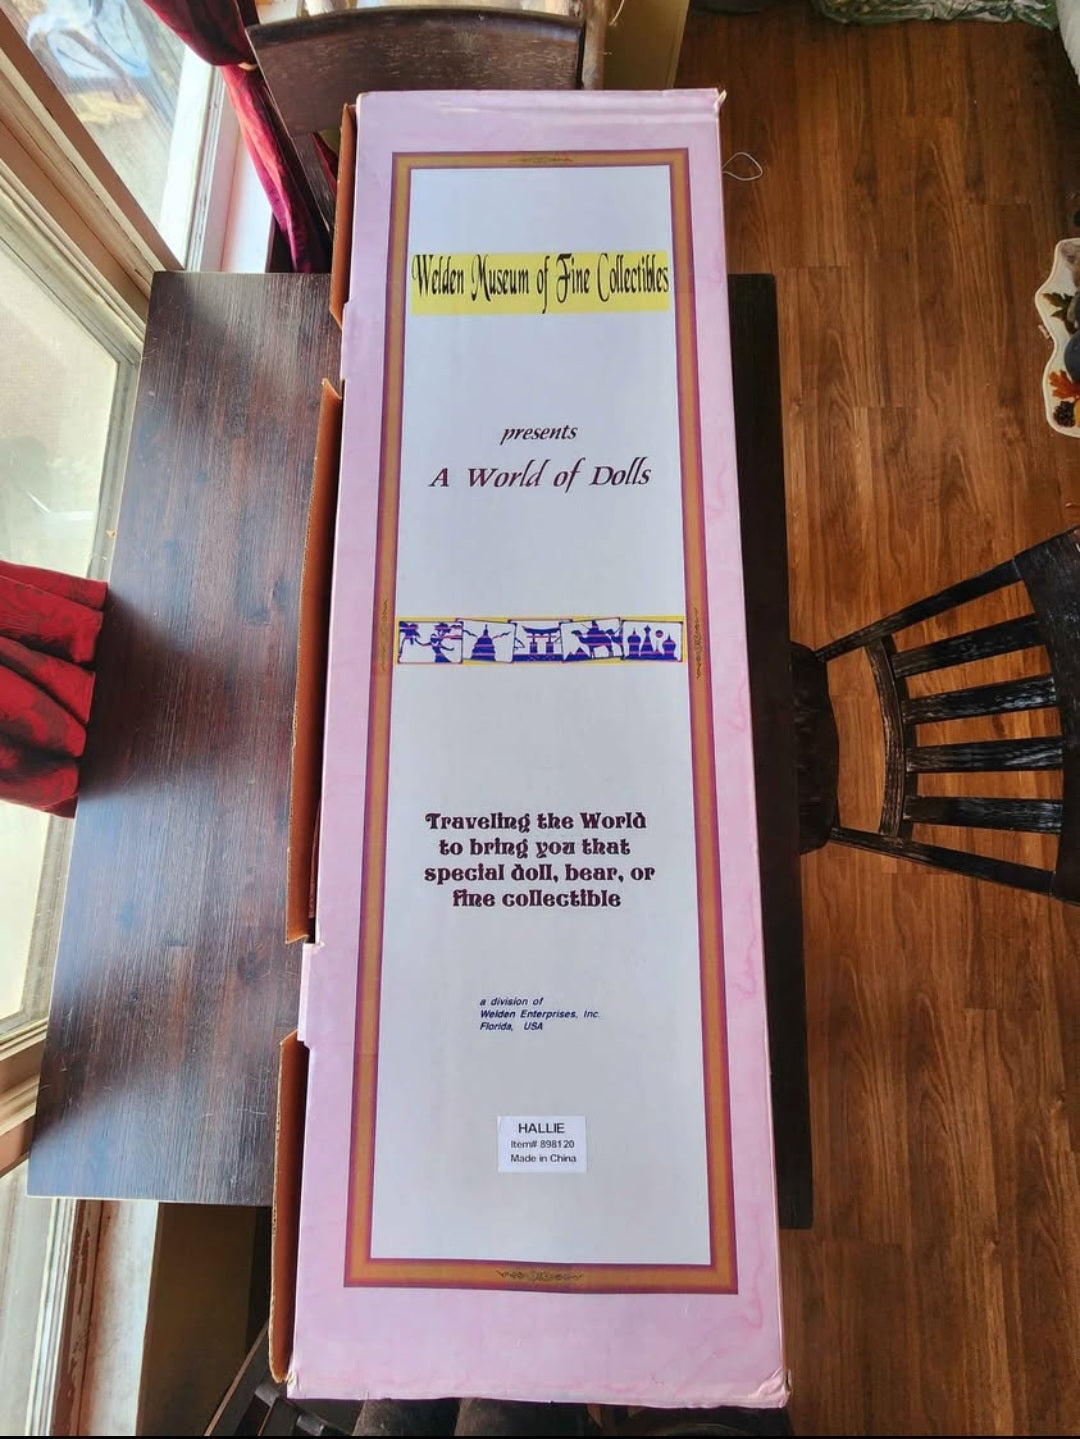 Welden Museum of Fine Collectibles
presents
A World of Dolls
Traveling the World
to bring you that
special doll, bear, or
fine collectible
a division of
Welden Enterprises, Inc.
Florida, USA
HALLIE
Item# 898120
Made in China